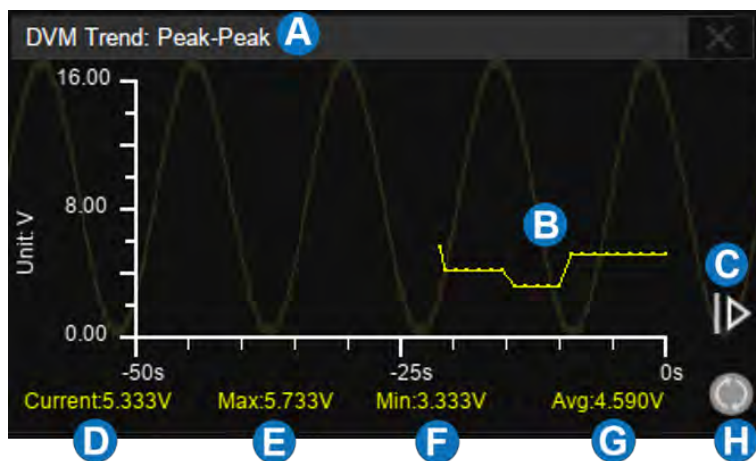 DVM Trend: Peak-Peak A
16.00
8.00
B
Unit: V
C
0.00
-50s -25s 0s
Current:5.333V Max:5.733V Min:3.333V Avg:4.590V
D E F G H